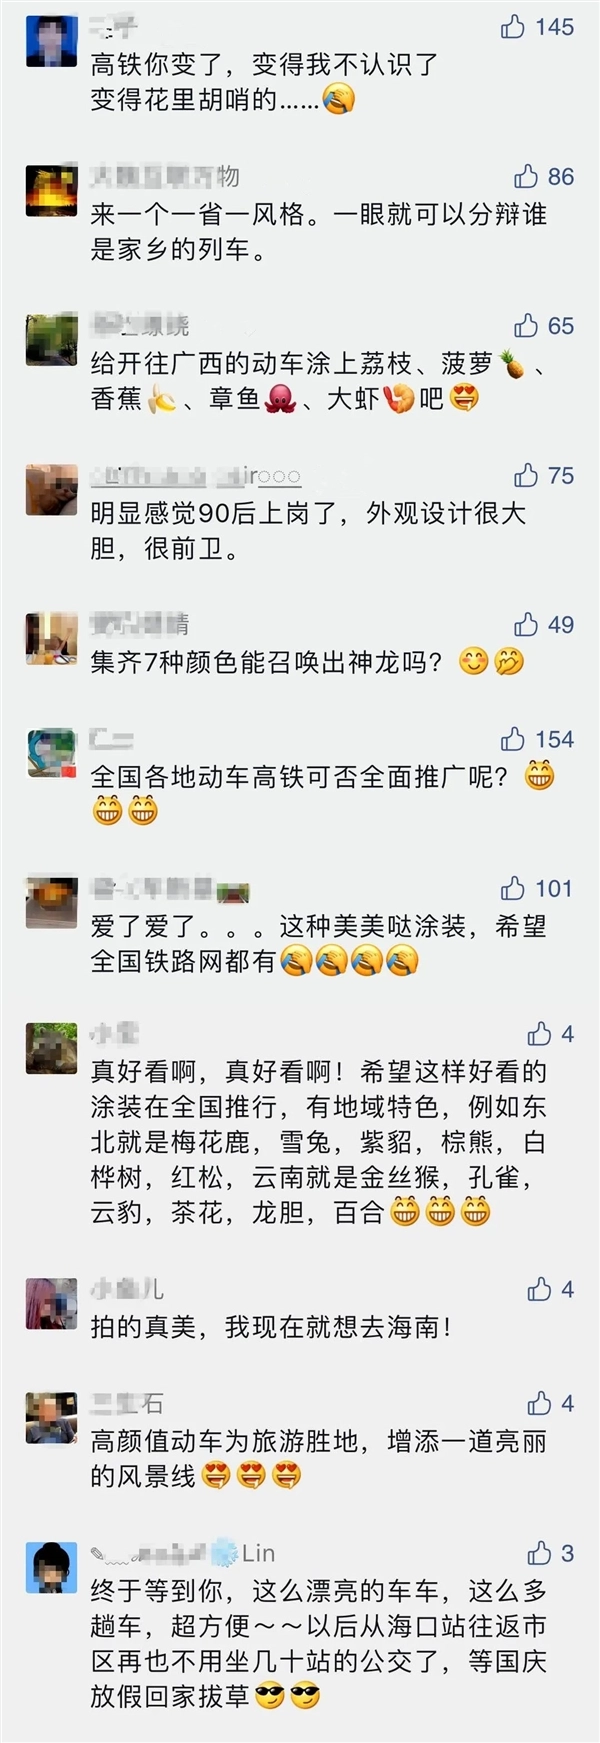 145
高铁你变了，变得我不认识了
变得花里胡哨的……🤣
物 86
来一个一省一风格。一眼就可以分辩谁
是家乡的列车。
绕 65
给开往广西的动车涂上荔枝、菠萝🍍、
香蕉🍌、章鱼🐙、大虾🦐吧😍
75
明显感觉90后上岗了，外观设计很大
胆，很前卫。
晴 49
集齐7种颜色能召唤出神龙吗？😊🤭
154
全国各地动车高铁可否全面推广呢？😁
😁😁
101
爱了爱了。。。这种美美哒涂装，希望
全国铁路网都有🤣🤣🤣🤣
小 4
真好看啊，真好看啊！希望这样好看的
涂装在全国推行，有地域特色，例如东
北就是梅花鹿，雪兔，紫貂，棕熊，白
桦树，红松，云南就是金丝猴，孔雀，
云豹，茶花，龙胆，百合😁😁😁
小 儿 4
拍的真美，我现在就想去海南！
石 4
高颜值动车为旅游胜地，增添一道亮丽
的风景线😍😍😍
Lin 3
终于等到你，这么漂亮的车车，这么多
趟车，超方便～～以后从海口站往返市
区再也不用坐几十站的公交了，等国庆
放假回家拔草😎😎